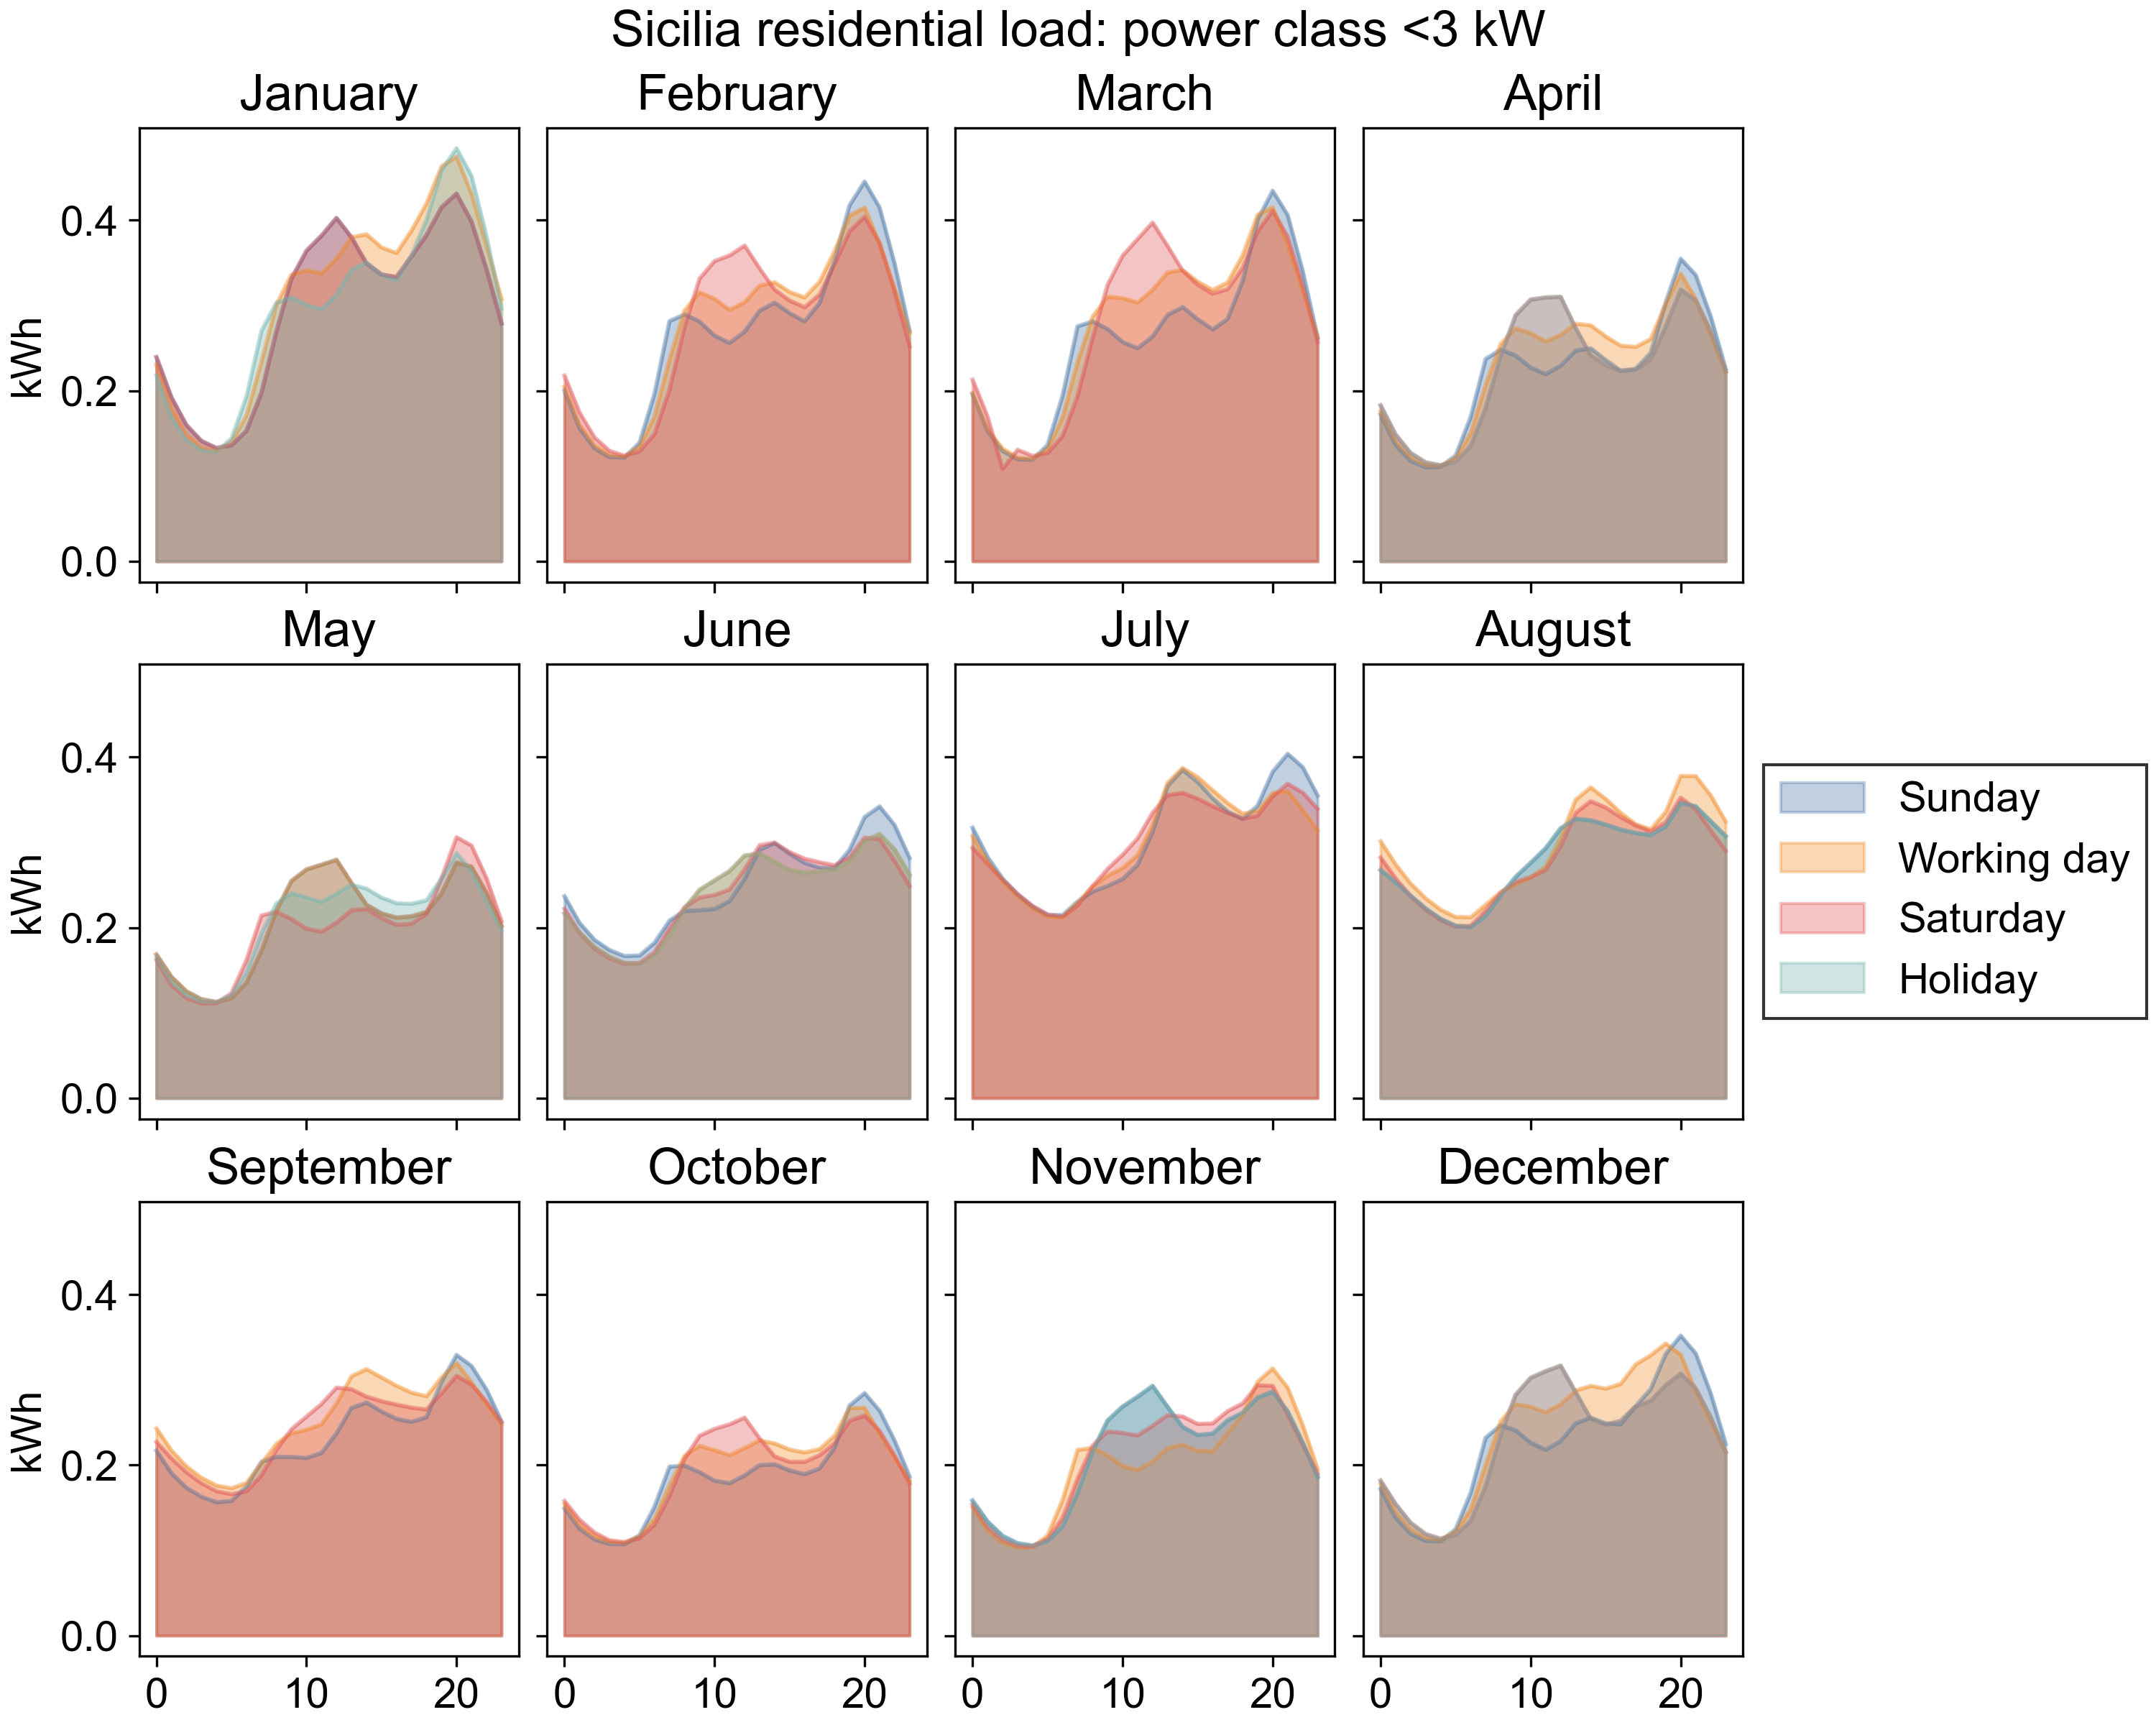 Sicilia residential load: power class <3 kW
January February March April
kWh
0.4
0.2
0.0
May June July August
kWh
0.4
0.2
0.0
Sunday
Working day
Saturday
Holiday
September October November December
kWh
0.4
0.2
0.0
0 10 20 0 10 20 0 10 20 0 10 20